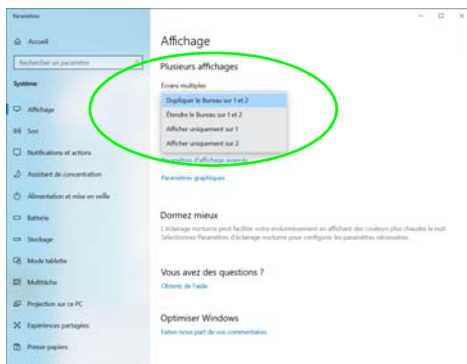 Paramètres
Accueil
Affichage
Rechercher un paramètre
Plusieurs affichages
Système
Écrans multiples
Dupliquer le Bureau sur 1 et 2
Affichage
Étendre le Bureau sur 1 et 2
Son
Afficher uniquement sur 1
Afficher uniquement sur 2
Notifications et actions
Paramètres d'affichage avancés
Assistant de concentration
Paramètres graphiques
Alimentation et mise en veille
Batterie
Dormez mieux
Stockage
L'éclairage nocturne peut faciliter votre endormissement en affichant des couleurs plus chaudes la nuit.
Sélectionnez Paramètres d'éclairage nocturne pour configurer les paramètres nécessaires.
Mode tablette
Vous avez des questions ?
Multitâche
Obtenir de l'aide
Projection sur ce PC
Optimiser Windows
Expériences partagées
Faites-nous part de vos commentaires
Presse-papiers